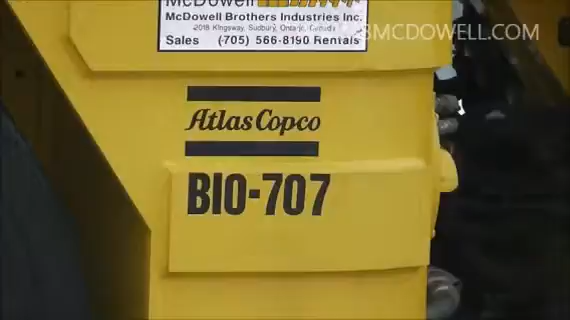 McDowell
McDowell Brothers Industries Inc.
2018 Kingsway, Sudbury, Ontario, Canada
Sales (705) 566-8190 Rentals
BMCDOWELL.COM
Atlas Copco
BIO-707